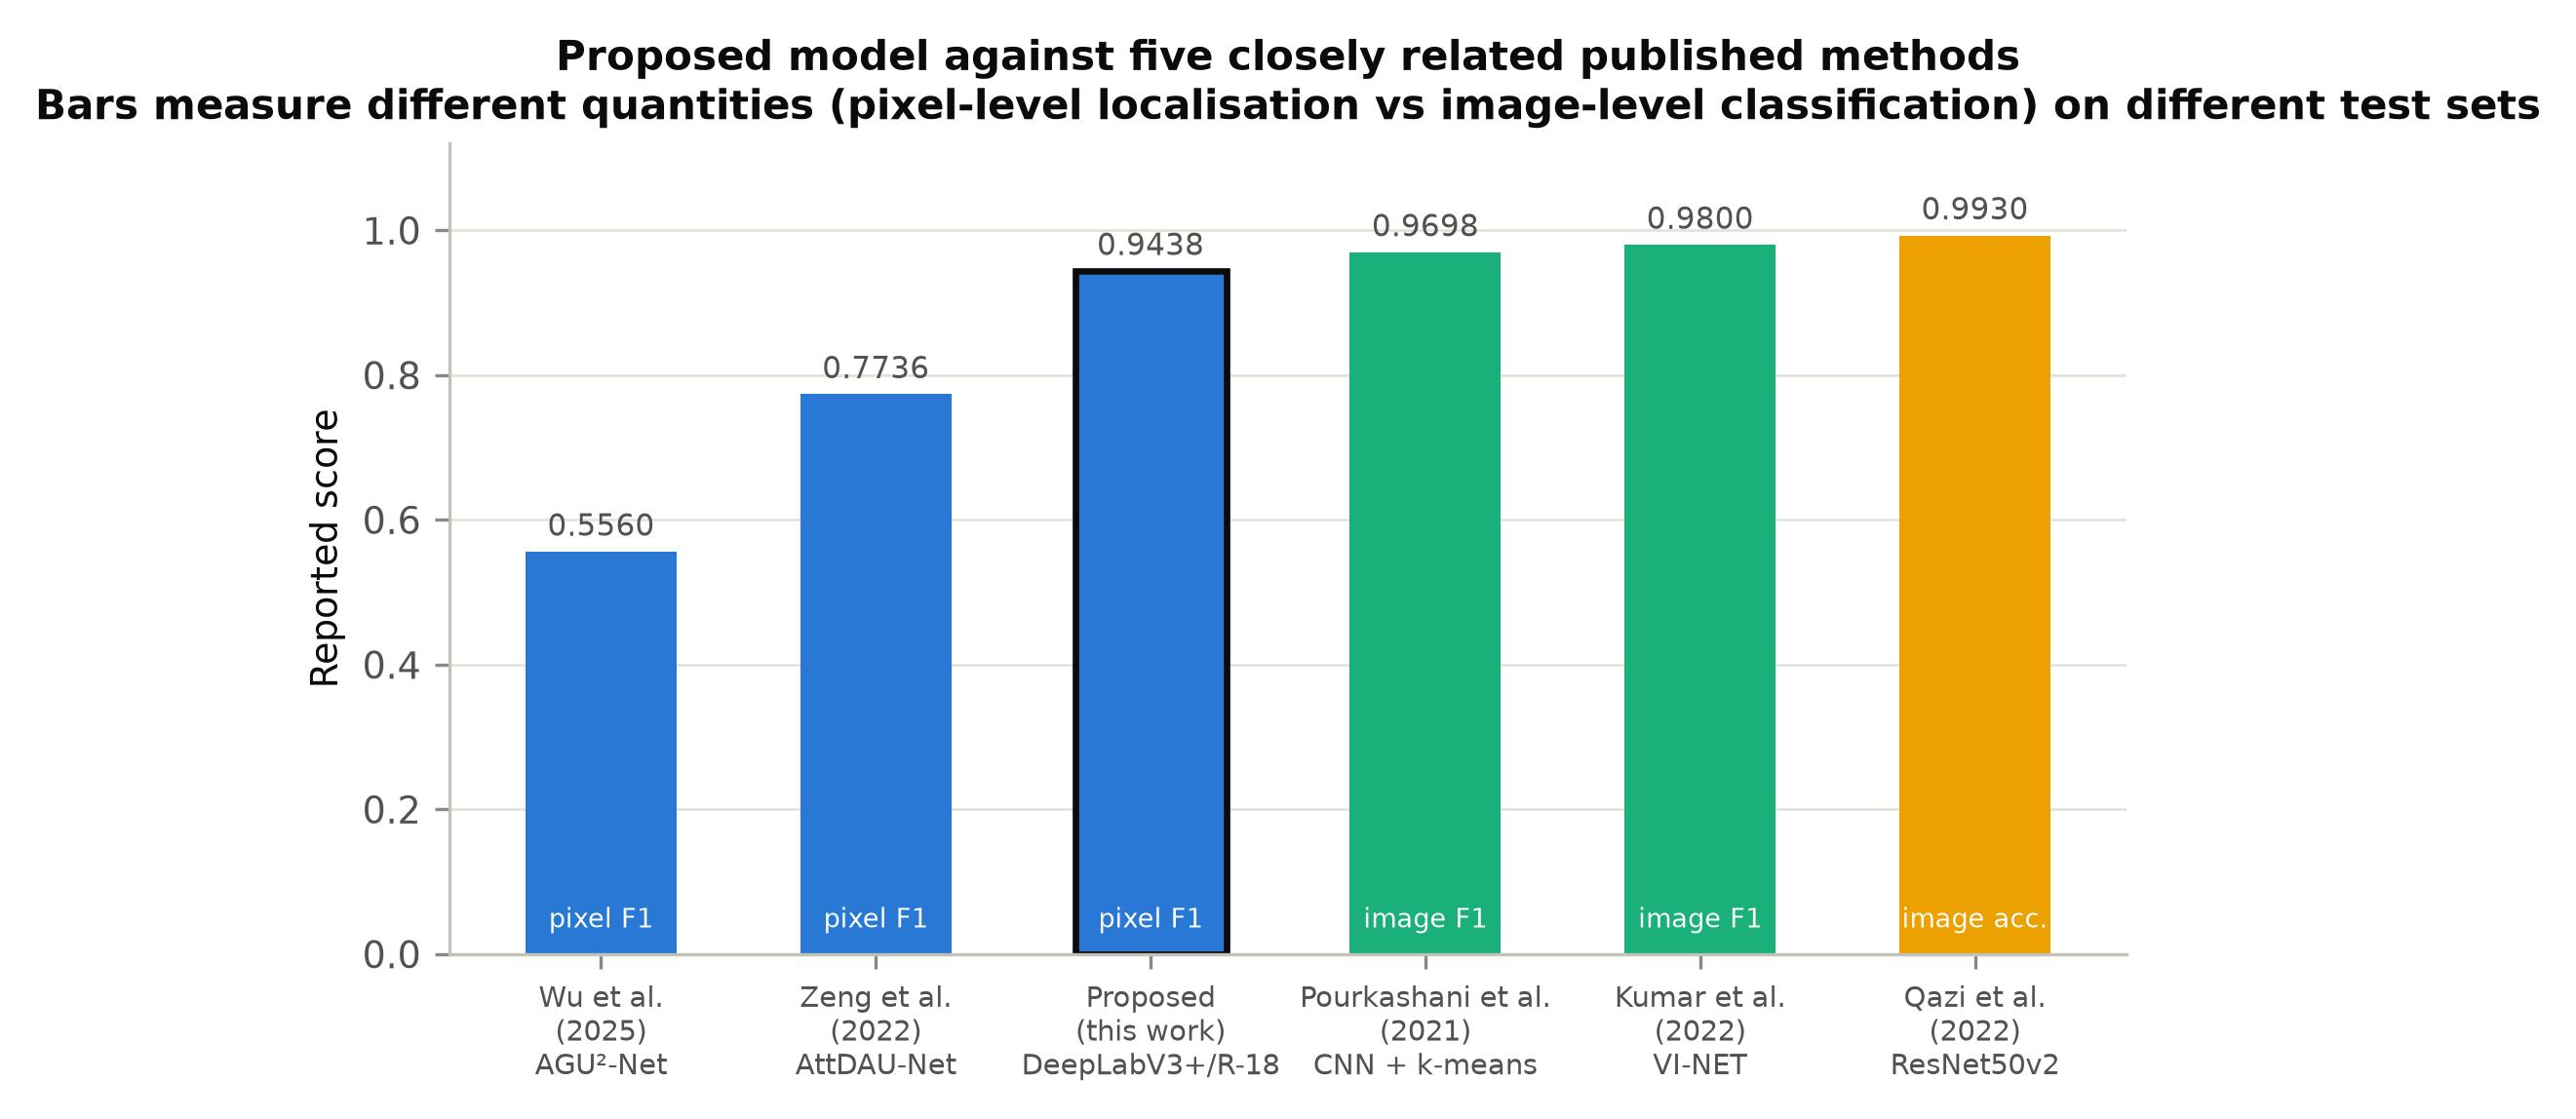 Proposed model against five closely related published methods
Bars measure different quantities (pixel-level localisation vs image-level classification) on different test sets
Reported score
1.0
0.8
0.6
0.4
0.2
0.0
0.5560
0.7736
0.9438
0.9698
0.9800
0.9930
pixel F1
pixel F1
pixel F1
image F1
image F1
image acc.
Wu et al.
(2025)
AGU²-Net
Zeng et al.
(2022)
AttDAU-Net
Proposed
(this work)
DeepLabV3+/R-18
Pourkashani et al.
(2021)
CNN + k-means
Kumar et al.
(2022)
VI-NET
Qazi et al.
(2022)
ResNet50v2